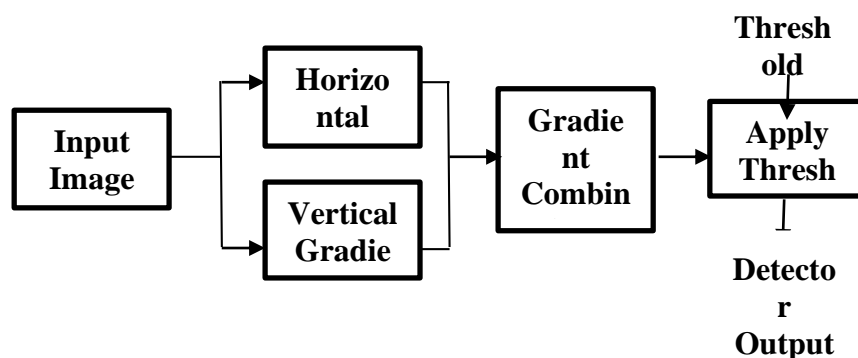 Thresh
old
Horizo
ntal
Input
Image
Vertical
Gradie
Gradie
nt
Combin
Apply
Thresh
Detecto
r
Output